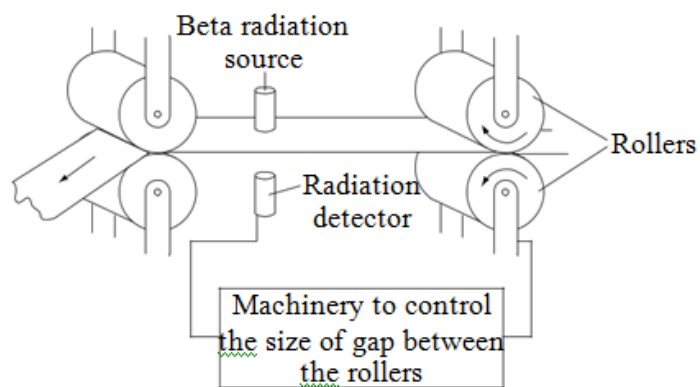 Beta radiation
source
Rollers
Radiation
detector
Machinery to control
the size of gap between
the rollers